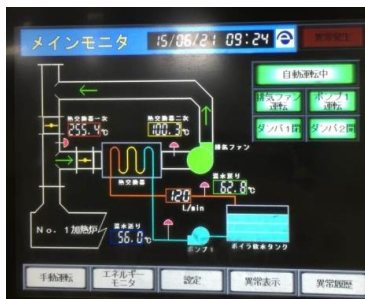 メインモニタ
15/06/21 09:24
異常発生
自動運転中
排気ファン
運転
ポンプ1
運転
ダンパ1閉
ダンパ2開
熱交換器一次
255.4℃
熱交換器二次
100.3℃
排気ファン
熱交換器
温水戻り
62.8℃
120
L/min
No.1加熱炉
温水送り
56.0℃
ポンプ1
ボイラ軟水タンク
手動運転
エネルギー
モニタ
設定
異常表示
異常履歴